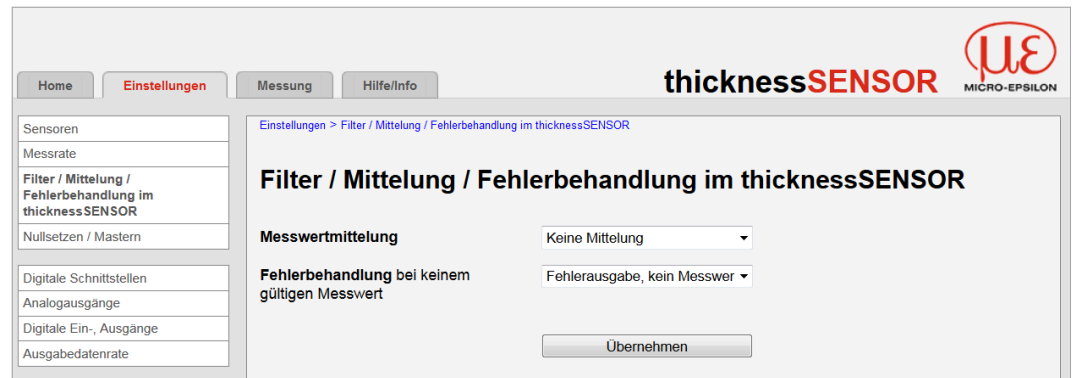 Home
Einstellungen
Messung
Hilfe/Info
thicknessSENSOR
με
MICRO-EPSILON
Sensoren
Messrate
Filter / Mittelung /
Fehlerbehandlung im
thicknessSENSOR
Nullsetzen / Mastern
Digitale Schnittstellen
Analogausgänge
Digitale Ein-, Ausgänge
Ausgabedatenrate
Einstellungen > Filter / Mittelung / Fehlerbehandlung im thicknessSENSOR
Filter / Mittelung / Fehlerbehandlung im thicknessSENSOR
Messwertmittelung
Keine Mittelung
Fehlerbehandlung bei keinem
gültigen Messwert
Fehlerausgabe, kein Messwer
Übernehmen